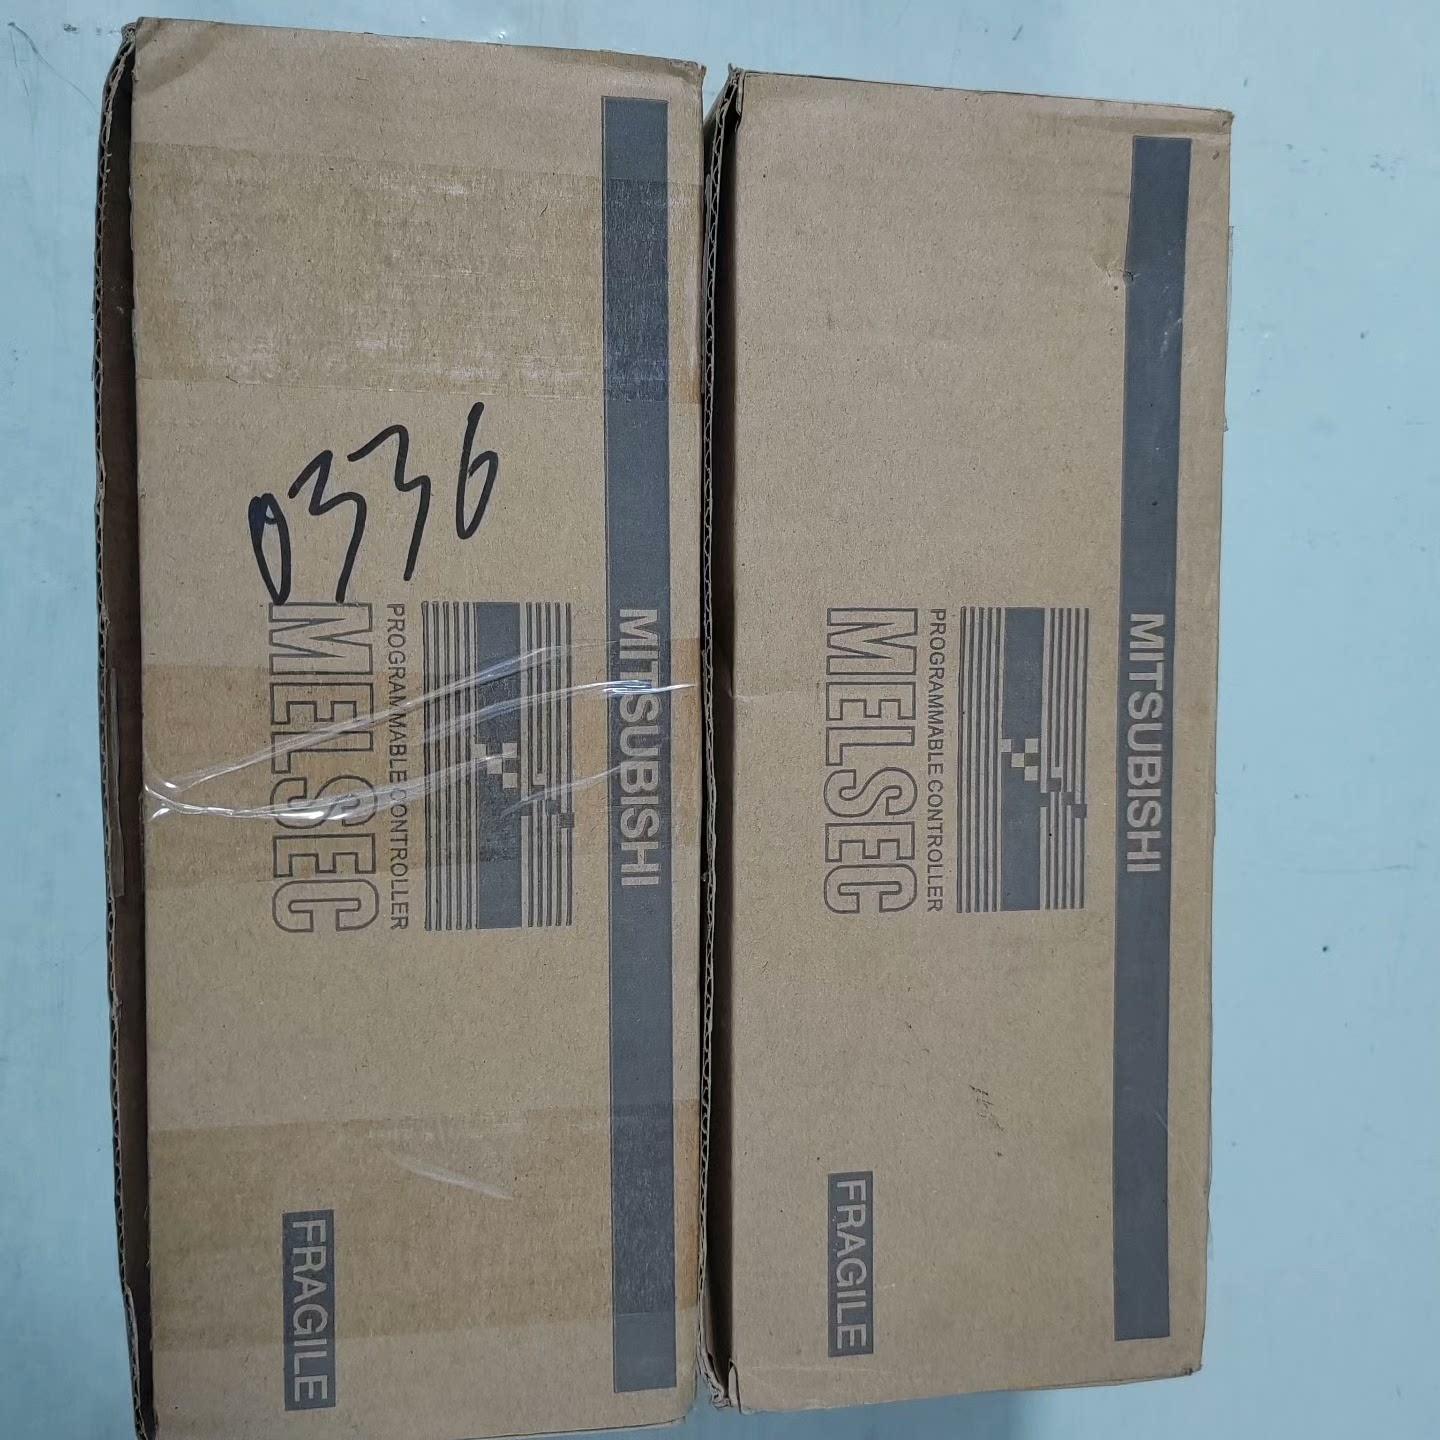 MITSUBISHI
PROGRAMMABLE CONTROLLER
MELSEC
0336
FRAGILE
MITSUBISHI
PROGRAMMABLE CONTROLLER
MELSEC
FRAGILE